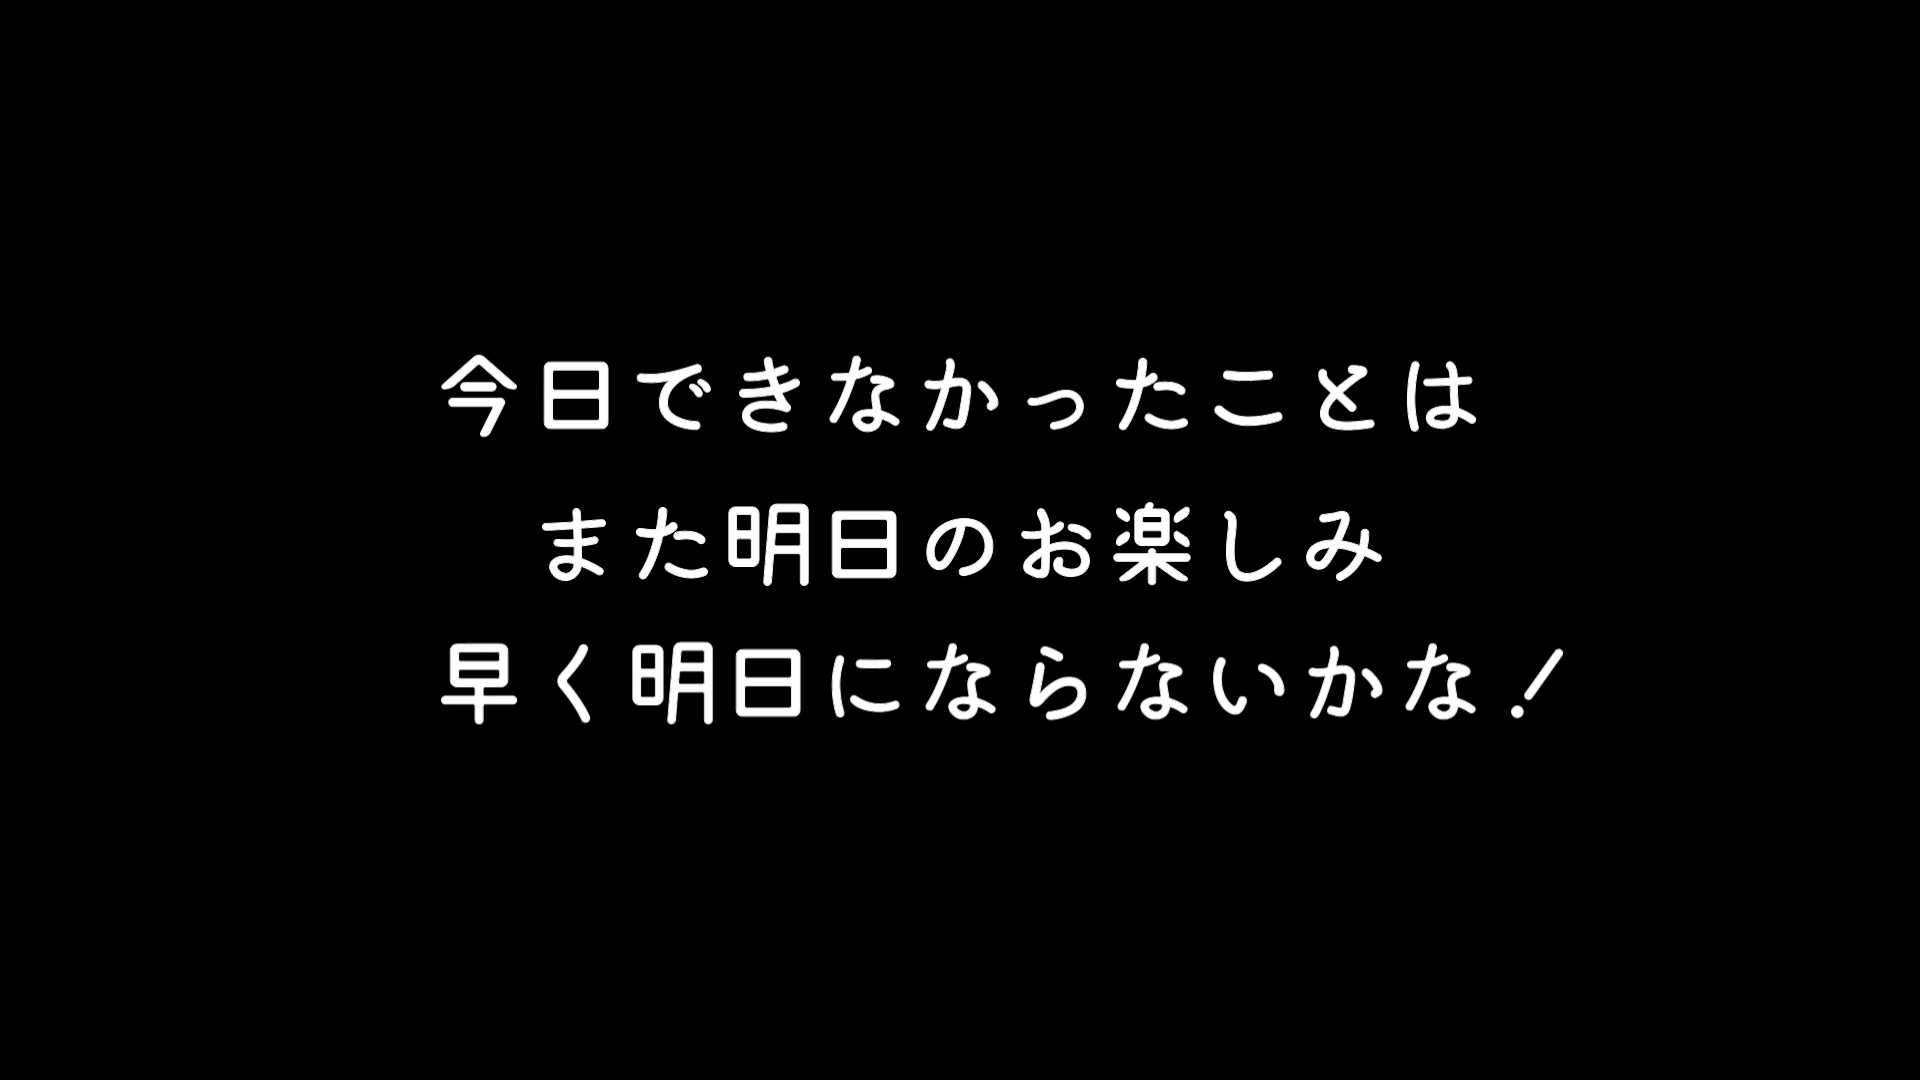 今日できなかったことは
また明日のお楽しみ
早く明日にならないかな！